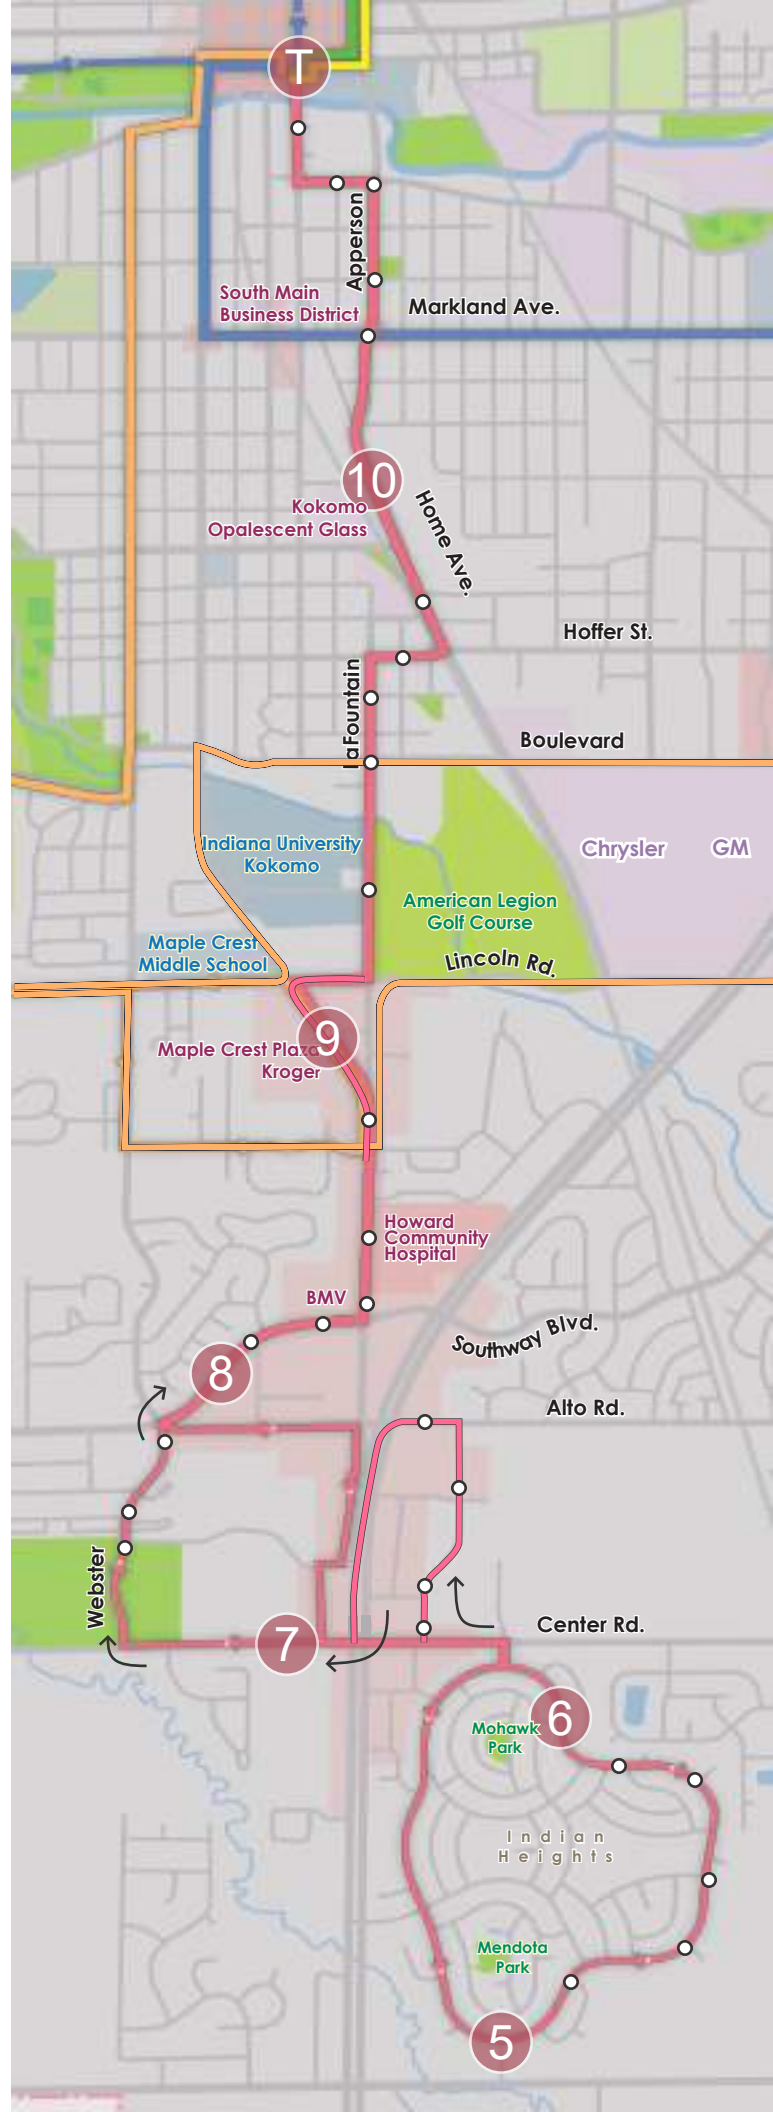 T
Apperson
South Main
Business District
Markland Ave.
10
Kokomo
Opalescent Glass
Home Ave.
Hoffer St.
LaFountain
Boulevard
Indiana University
Kokomo
Chrysler
GM
American Legion
Golf Course
Maple Crest
Middle School
Lincoln Rd.
9
Maple Crest Plaza
Kroger
Howard
Community
Hospital
BMV
Southway Blvd.
8
Alto Rd.
Webster
Center Rd.
7
6
Mohawk
Park
Indian
Heights
Mendota
Park
5